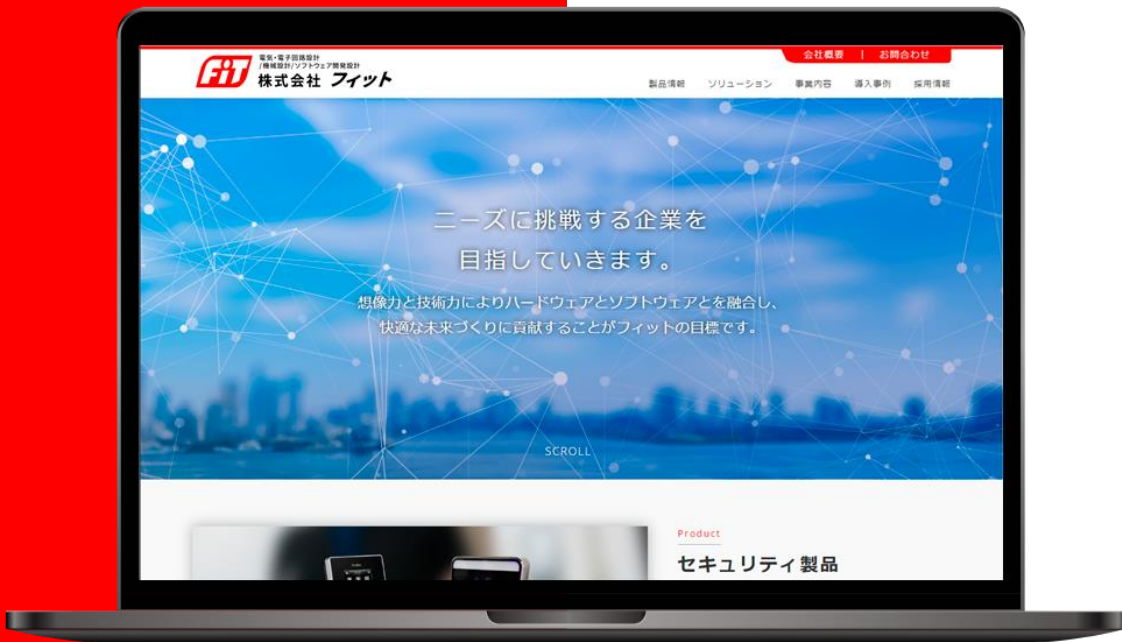 会社概要 | お問合わせ
FiT
電気・電子回路設計
/機械設計/ソフトウェア開発設計
株式会社 フィット
製品情報 ソリューション 事業内容 導入事例 採用情報
ニーズに挑戦する企業を
目指していきます。
想像力と技術力によりハードウェアとソフトウェアとを融合し、
快適な未来づくりに貢献することがフィットの目標です。
SCROLL
Product
セキュリティ製品